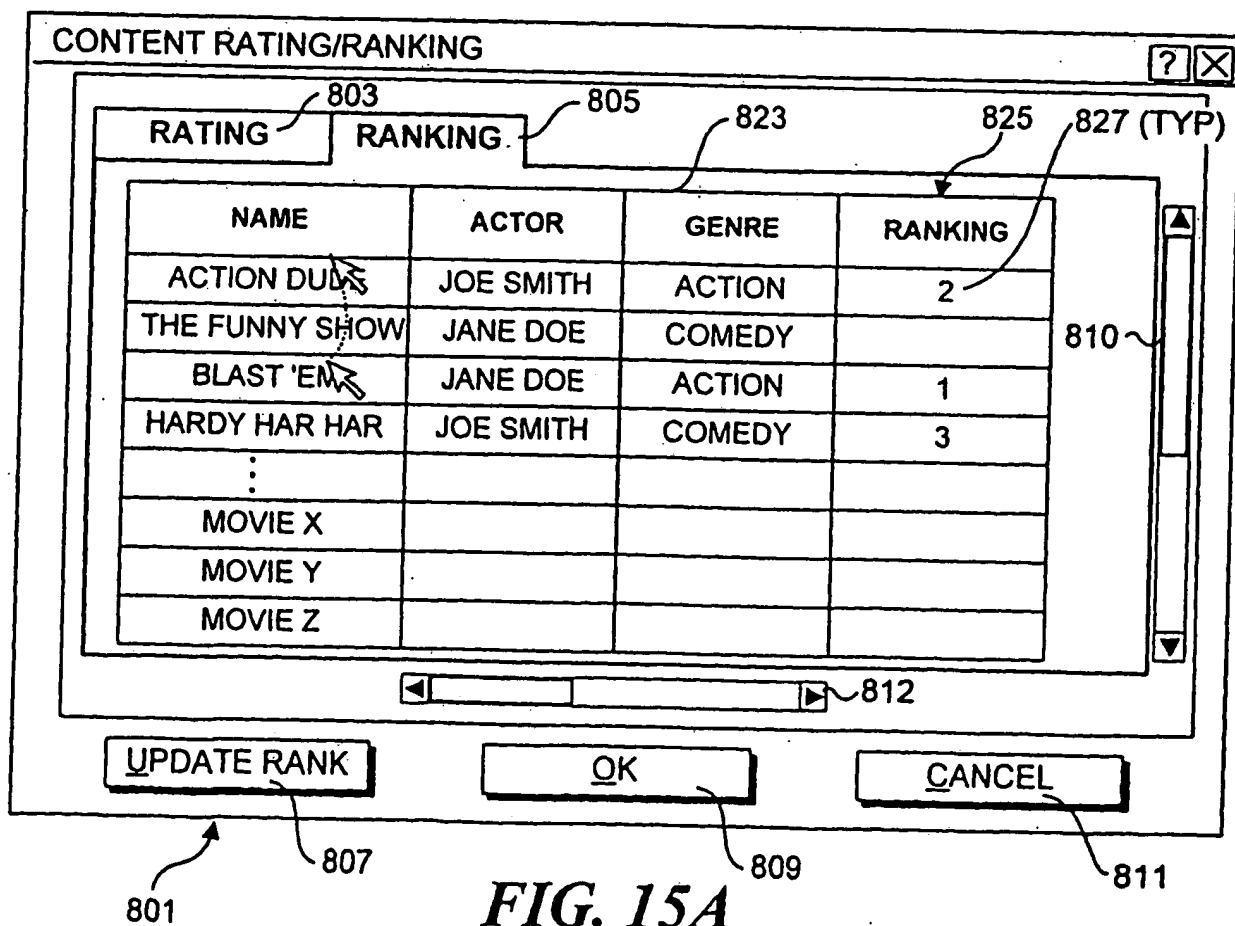 CONTENT RATING/RANKING ?
803 805 823 825 827 (TYP)
RATING RANKING
NAME ACTOR GENRE RANKING
ACTION DUDE JOE SMITH ACTION 2
THE FUNNY SHOW JANE DOE COMEDY
810
BLAST 'EM JANE DOE ACTION 1
HARDY HAR HAR JOE SMITH COMEDY 3
MOVIE X
MOVIE Y
MOVIE Z
812
UPDATE RANK OK CANCEL
807 809 811
801
FIG. 15A